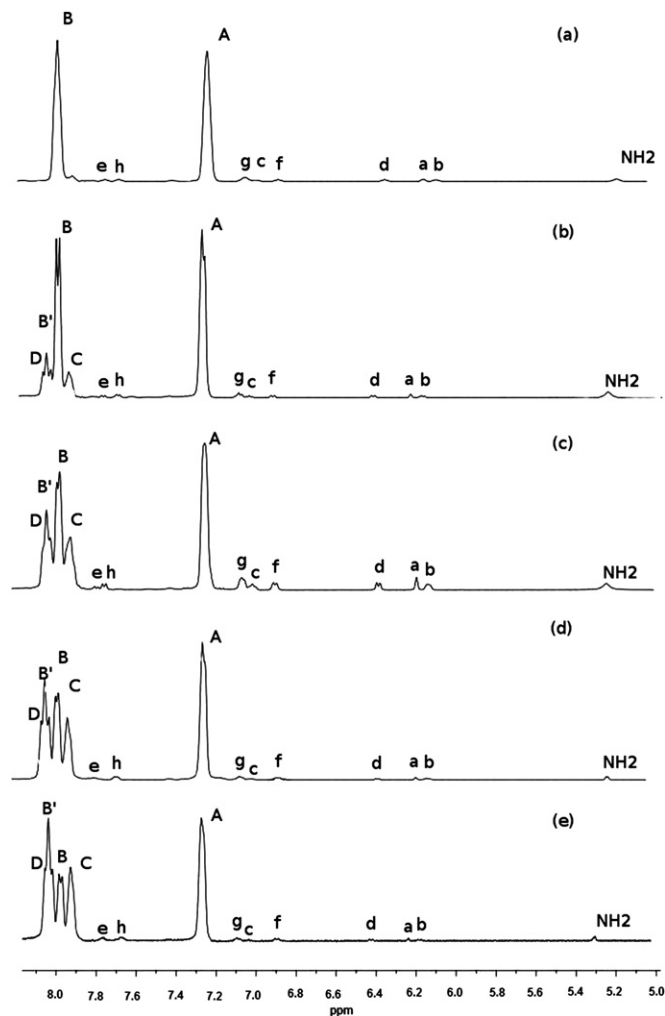 B A (a)
e h g c f d a b NH2
B A (b)
B'
D C e h g c f d a b NH2
B A (c)
B'
D C e h g c f d a b NH2
B A (d)
B' C
D e h g c f d a b NH2
B' A (e)
D B C e h g c f d a b NH2
8.0 7.8 7.6 7.4 7.2 7.0 6.8 6.6 6.4 6.2 6.0 5.8 5.6 5.4 5.2 5.0
ppm